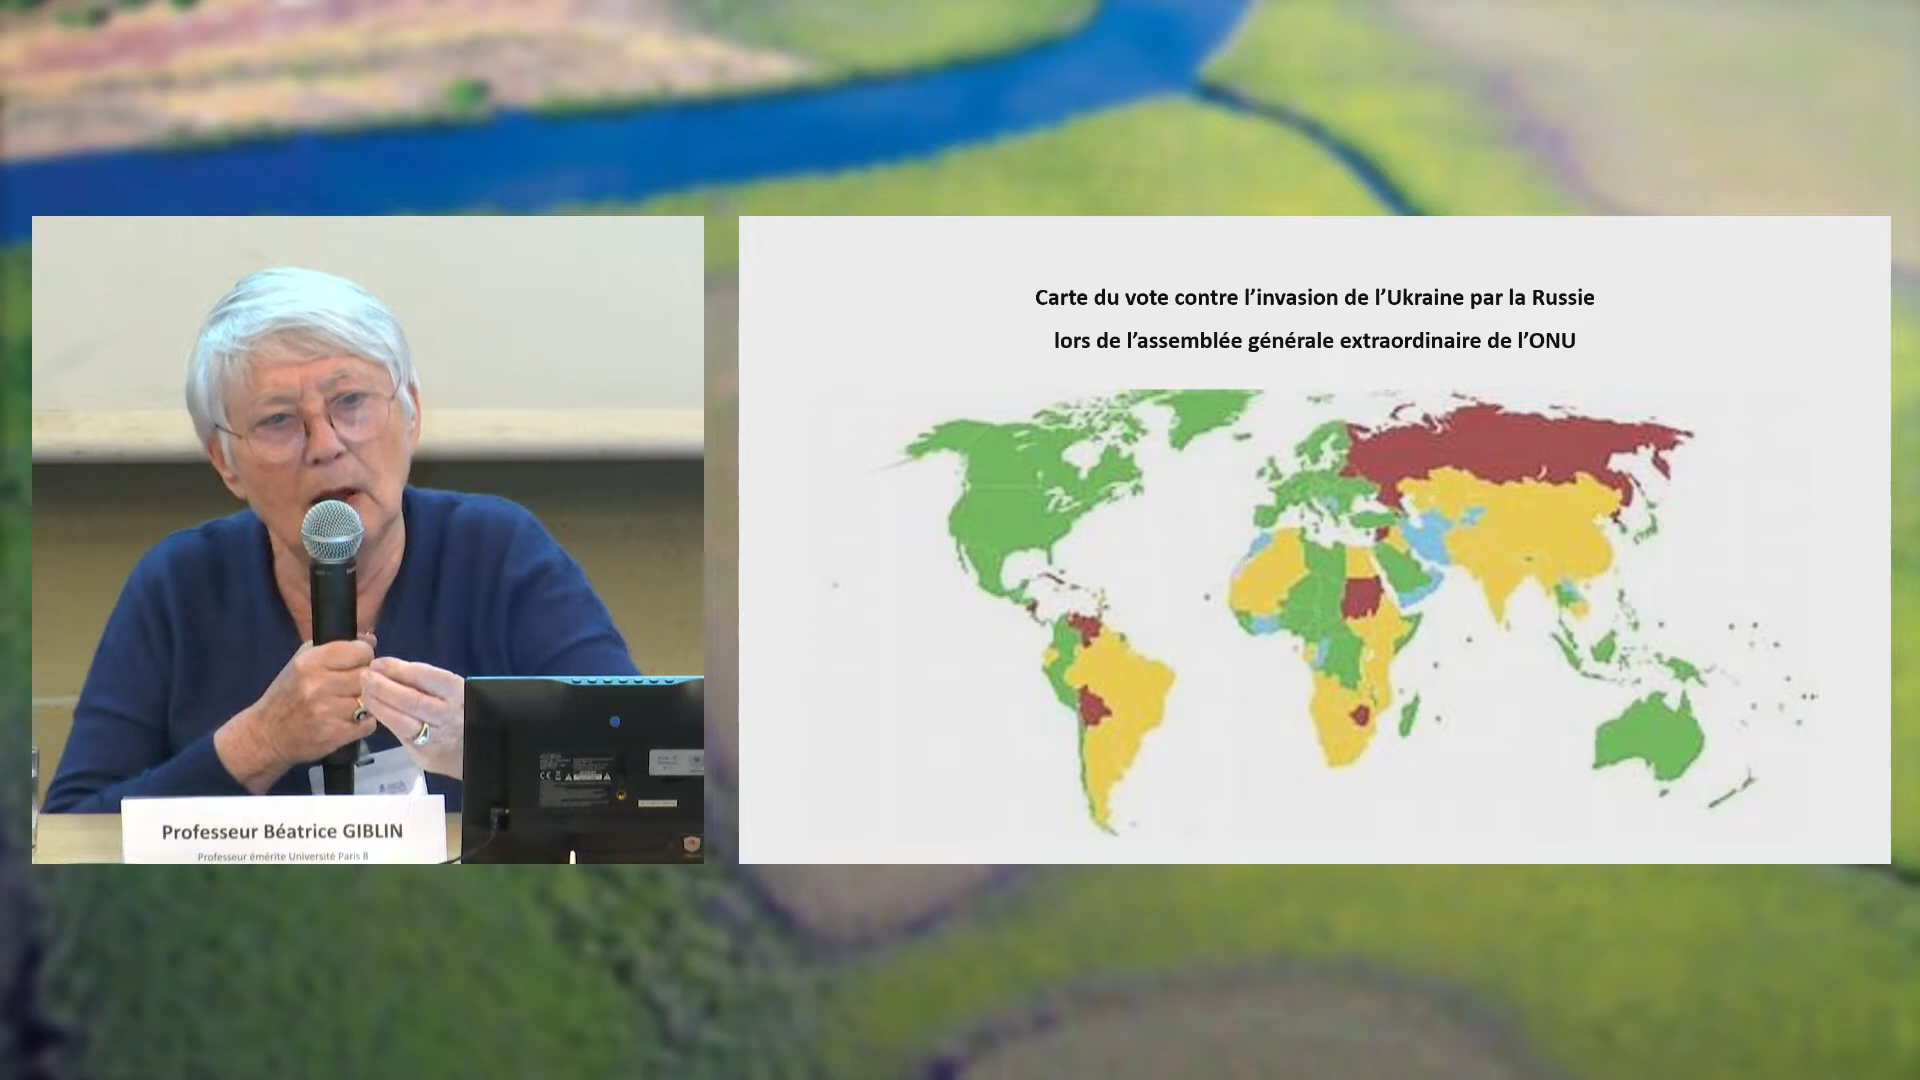 Carte du vote contre l’invasion de l’Ukraine par la Russie
lors de l’assemblée générale extraordinaire de l’ONU
Professeur Béatrice GIBLIN
Professeur émérite Université Paris 8